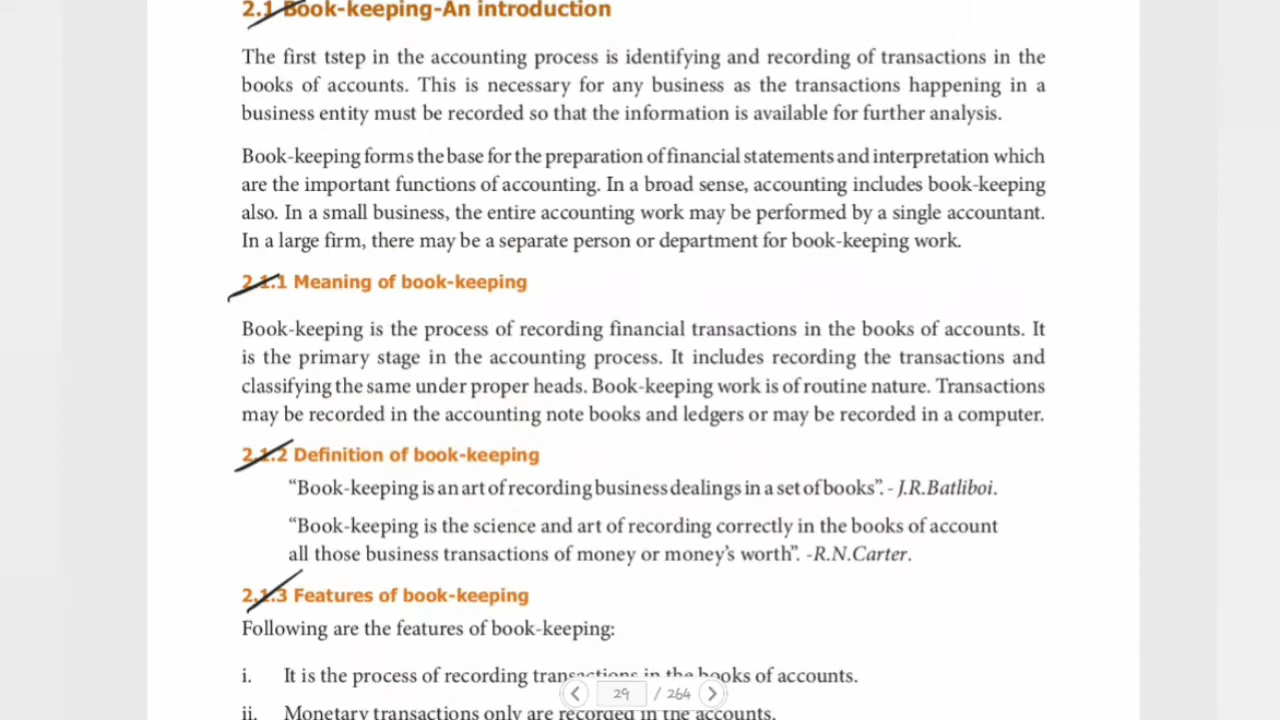 2.1 Book-keeping-An introduction
The first tstep in the accounting process is identifying and recording of transactions in the
books of accounts. This is necessary for any business as the transactions happening in a
business entity must be recorded so that the information is available for further analysis.
Book-keeping forms the base for the preparation of financial statements and interpretation which
are the important functions of accounting. In a broad sense, accounting includes book-keeping
also. In a small business, the entire accounting work may be performed by a single accountant.
In a large firm, there may be a separate person or department for book-keeping work.
2.1.1 Meaning of book-keeping
Book-keeping is the process of recording financial transactions in the books of accounts. It
is the primary stage in the accounting process. It includes recording the transactions and
classifying the same under proper heads. Book-keeping work is of routine nature. Transactions
may be recorded in the accounting note books and ledgers or may be recorded in a computer.
2.1.2 Definition of book-keeping
“Book-keeping is an art of recording business dealings in a set of books”. - J.R.Batliboi.
“Book-keeping is the science and art of recording correctly in the books of account
all those business transactions of money or money’s worth”. -R.N.Carter.
2.1.3 Features of book-keeping
Following are the features of book-keeping:
i. It is the process of recording transactions in the books of accounts.
ii. Monetary transactions only are recorded in the accounts.
29 / 264